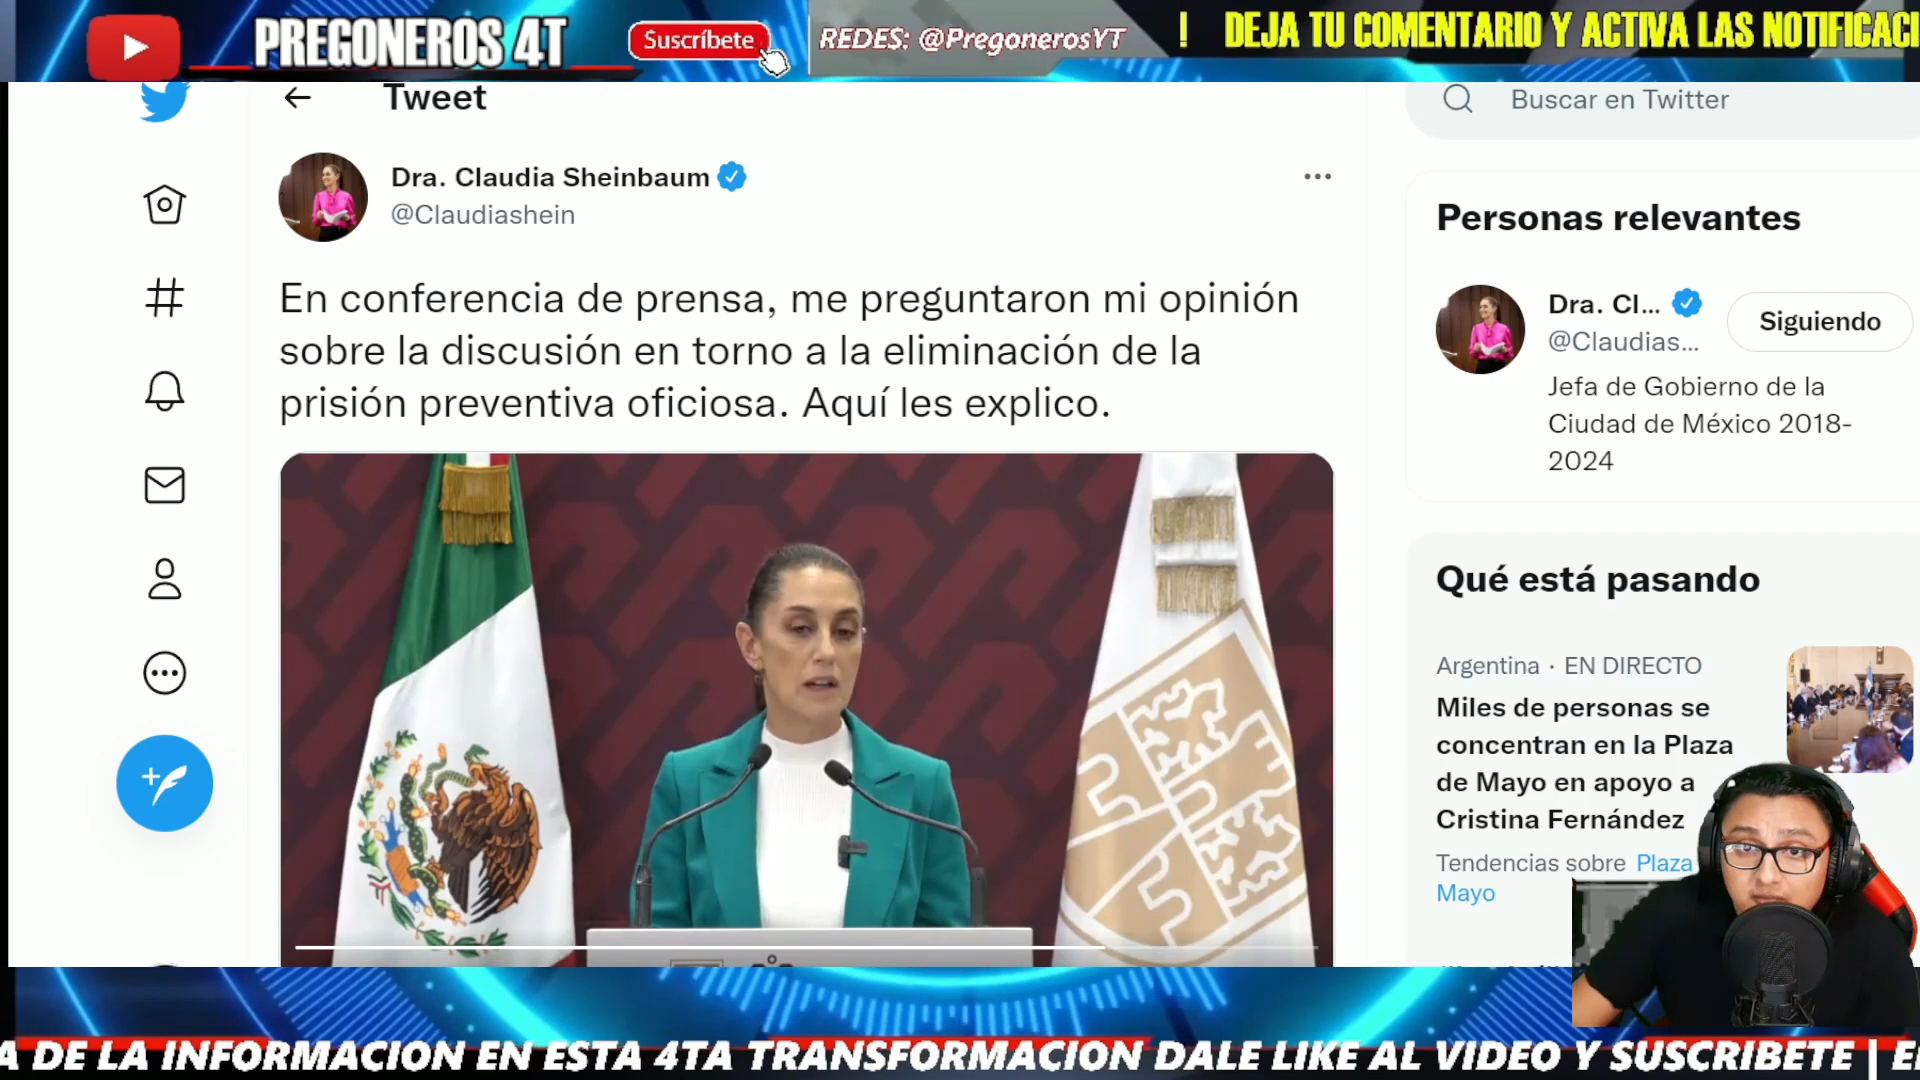 PREGONEROS 4T
Suscríbete
REDES: @PregonerosYT
! DEJA TU COMENTARIO Y ACTIVA LAS NOTIFICACI
Tweet
Buscar en Twitter
Dra. Claudia Sheinbaum
@Claudiashein
En conferencia de prensa, me preguntaron mi opinión
sobre la discusión en torno a la eliminación de la
prisión preventiva oficiosa. Aquí les explico.
Personas relevantes
Dra. Cl...
@Claudias...
Siguiendo
Jefa de Gobierno de la
Ciudad de México 2018-
2024
Qué está pasando
Argentina · EN DIRECTO
Miles de personas se
concentran en la Plaza
de Mayo en apoyo a
Cristina Fernández
Tendencias sobre Plaza
Mayo
A DE LA INFORMACION EN ESTA 4TA TRANSFORMACION DALE LIKE AL VIDEO Y SUSCRIBETE |